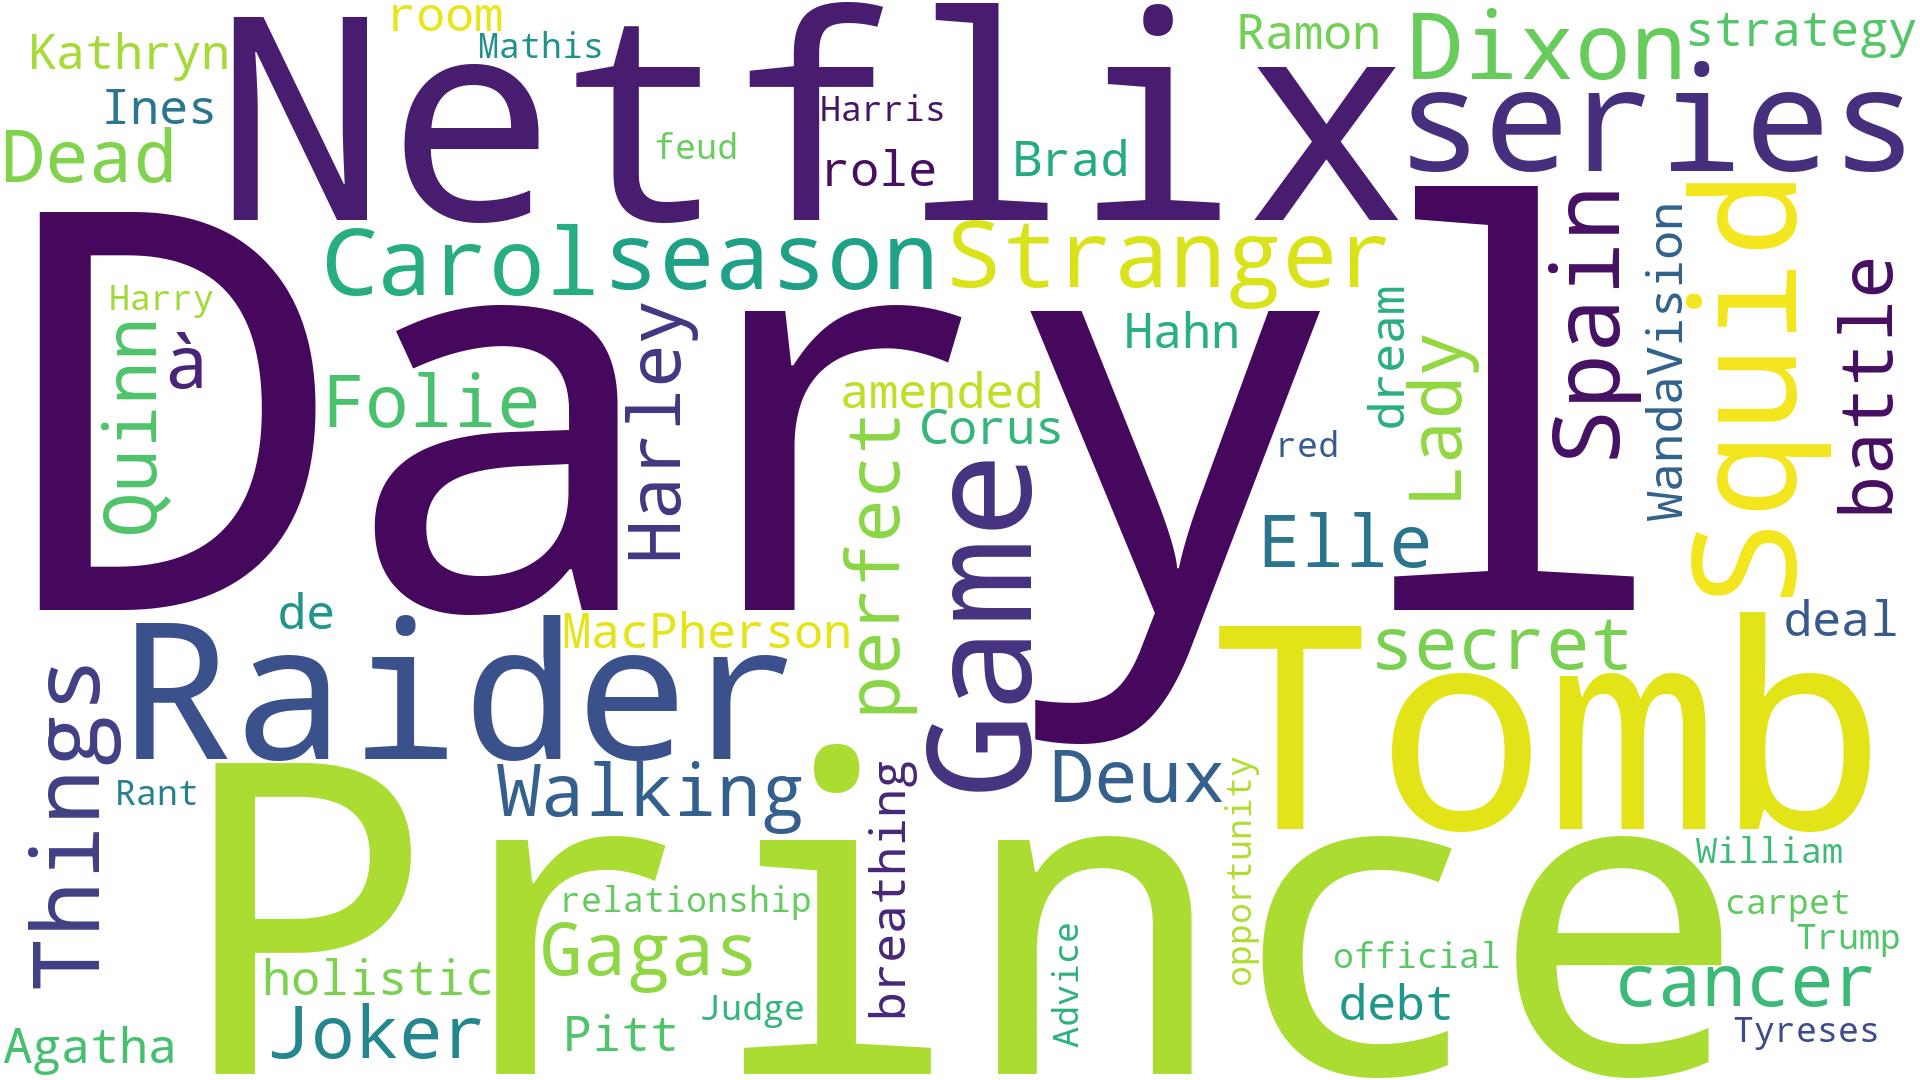 Kathryn
room
Mathis
Ramon
Dixon
strategy
Netflix
Ines
Harris
series
Dead
feud
role
Brad
Carol
season
Stranger
Spain
WandaVision
Squid
Daryl
Harry
à
Quinn
Folie
Harley
Hahn
dream
Lady
battle
amended
Corus
perfect
red
Game
Elle
de
MacPherson
secret
deal
Raider
Tomb
Things
Walking
Deux
Rant
breathing
opportunity
Prince
William
relationship
carpet
Gagas
Advice
official
Trump
holistic
cancer
Joker
Judge
debt
Agatha
Pitt
Tyreses